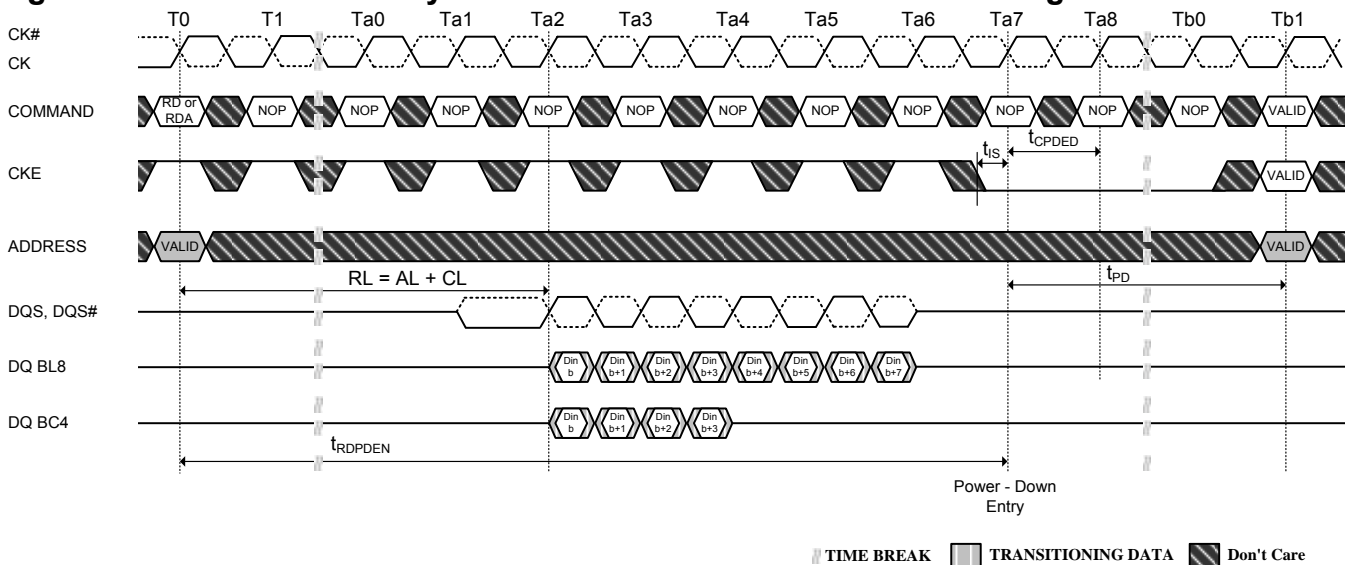 T0 T1 Ta0 Ta1 Ta2 Ta3 Ta4 Ta5 Ta6 Ta7 Ta8 Tb0 Tb1
CK#
CK
COMMAND
RD or
RDA
NOP NOP NOP NOP NOP NOP NOP NOP NOP NOP NOP VALID
tIS
tCPDED
CKE
VALID
ADDRESS
VALID
VALID
RL = AL + CL
tPD
DQS, DQS#
DQ BL8
Din Din Din Din Din Din Din Din
b b+1 b+2 b+3 b+4 b+5 b+6 b+7
DQ BC4
Din Din Din Din
b b+1 b+2 b+3
tRDPDEN
Power - Down
Entry
TIME BREAK TRANSITIONING DATA Don't Care